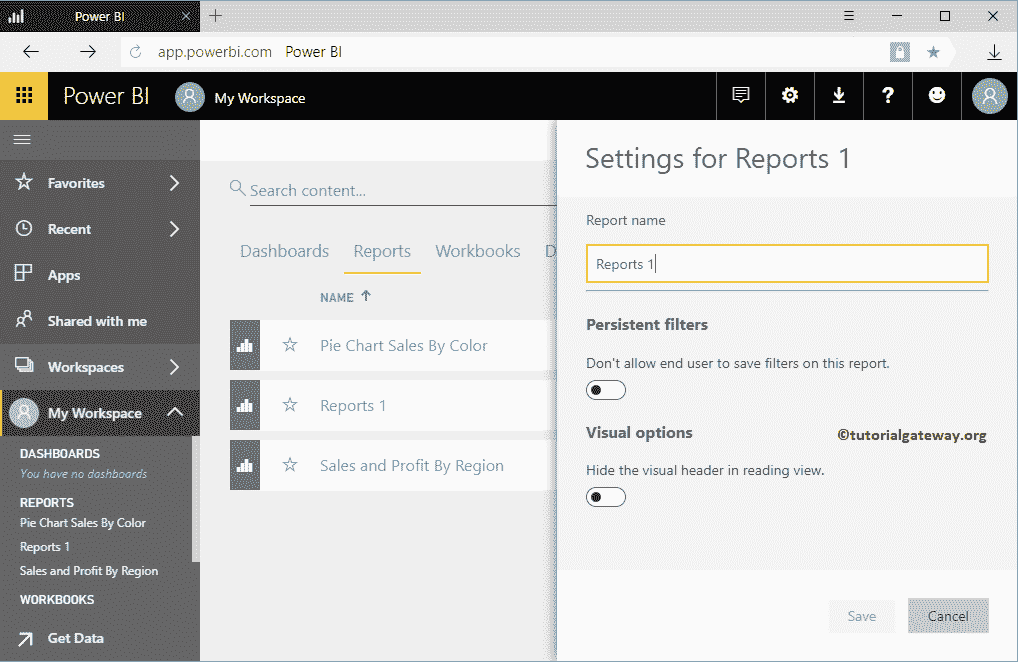 Power BI
app.powerbi.com Power BI
Power BI My Workspace
Favorites
Recent
Apps
Shared with me
Workspaces
My Workspace
DASHBOARDS
You have no dashboards
REPORTS
Pie Chart Sales By Color
Reports 1
Sales and Profit By Region
WORKBOOKS
Get Data
Search content...
Dashboards Reports Workbooks D
NAME
Pie Chart Sales By Color
Reports 1
Sales and Profit By Region
Settings for Reports 1
Report name
Reports 1
Persistent filters
Don't allow end user to save filters on this report.
Visual options
©tutorialgateway.org
Hide the visual header in reading view.
Save Cancel